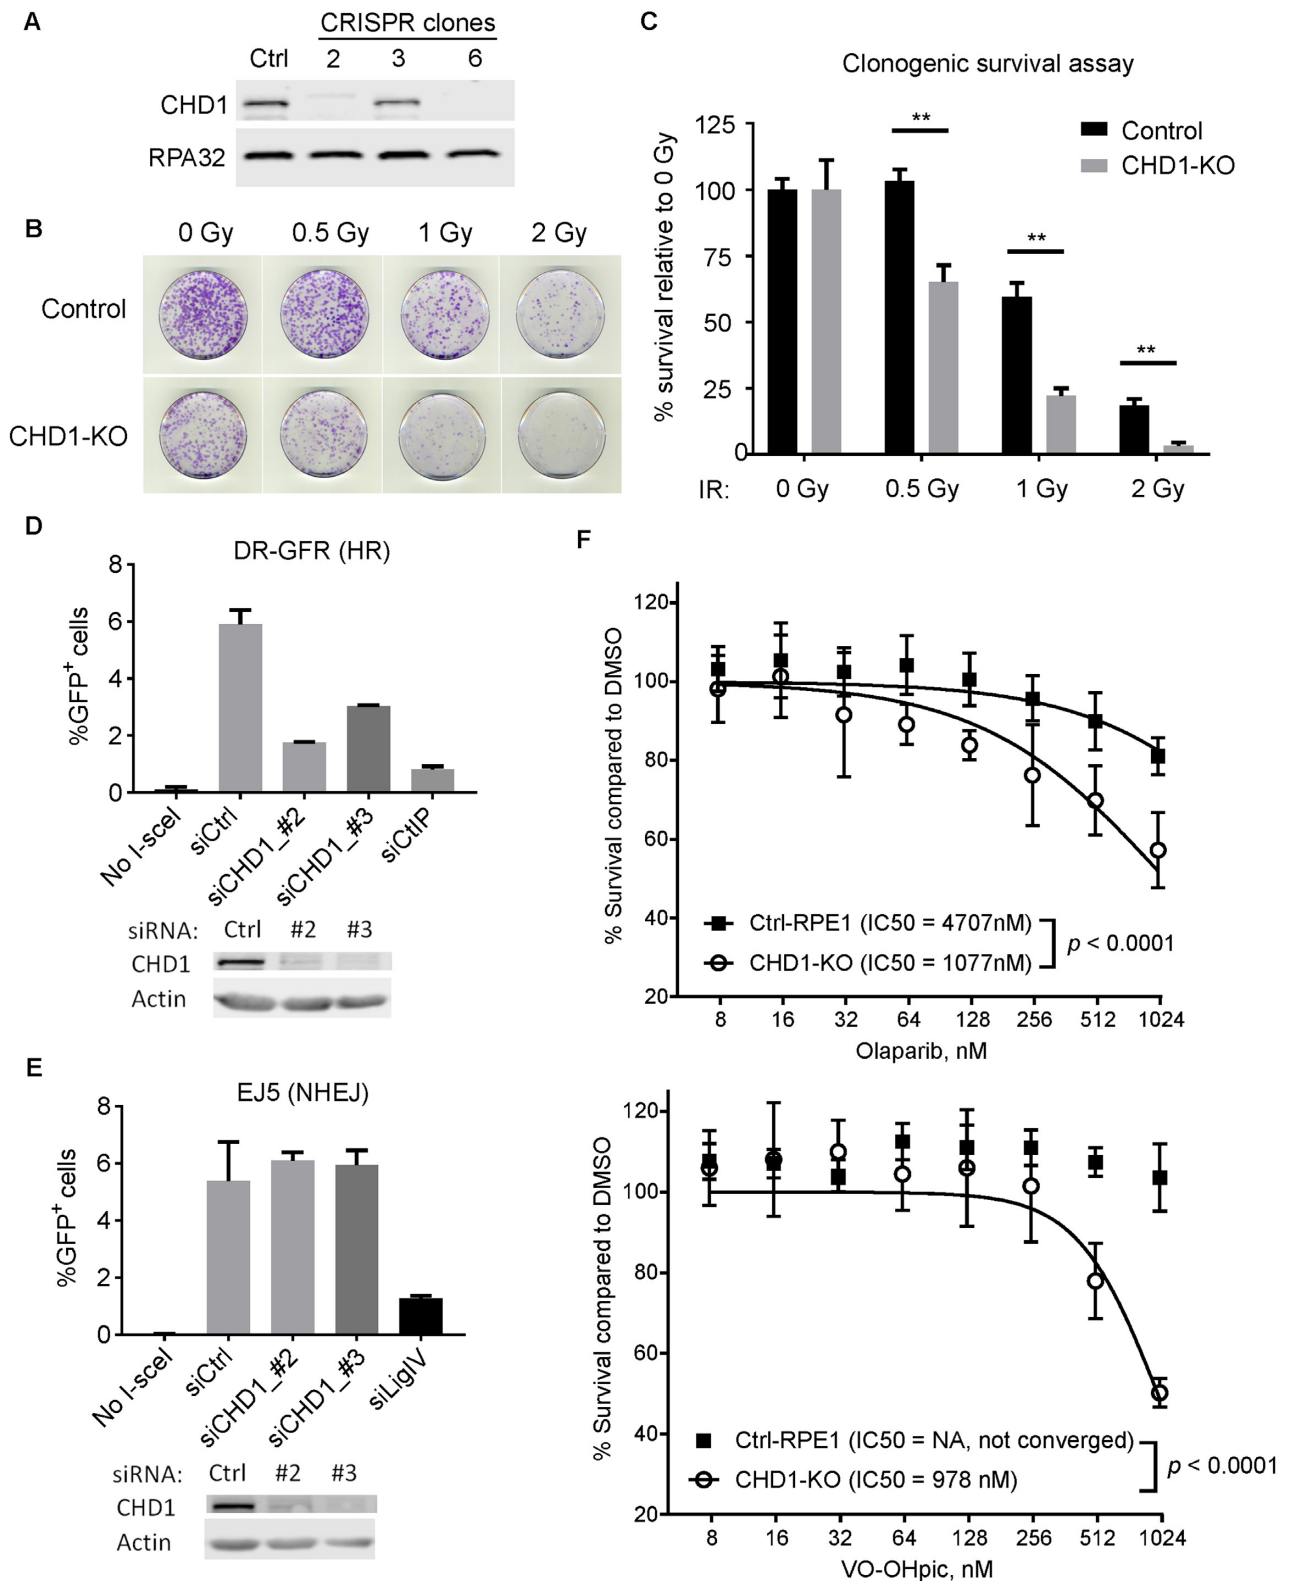 A
CRISPR clones
Ctrl 2 3 6
CHD1
RPA32
B
0 Gy 0.5 Gy 1 Gy 2 Gy
Control
CHD1-KO
C
Clonogenic survival assay
% survival relative to 0 Gy
125
100
75
50
25
0
**
**
**
Control
CHD1-KO
IR: 0 Gy 0.5 Gy 1 Gy 2 Gy
D
DR-GFR (HR)
%GFP+ cells
8
6
4
2
0
No I-sceI
siCtrl
siCHD1_#2
siCHD1_#3
siCtIP
siRNA: Ctrl #2 #3
CHD1
Actin
E
EJ5 (NHEJ)
%GFP+ cells
8
6
4
2
0
No I-sceI
siCtrl
siCHD1_#2
siCHD1_#3
siLigIV
siRNA: Ctrl #2 #3
CHD1
Actin
F
% Survival compared to DMSO
120
100
80
60
40
20
Ctrl-RPE1 (IC50 = 4707nM)
CHD1-KO (IC50 = 1077nM)
p < 0.0001
8 16 32 64 128 256 512 1024
Olaparib, nM
% Survival compared to DMSO
120
100
80
60
40
20
Ctrl-RPE1 (IC50 = NA, not converged)
CHD1-KO (IC50 = 978 nM)
p < 0.0001
8 16 32 64 128 256 512 1024
VO-OHpic, nM